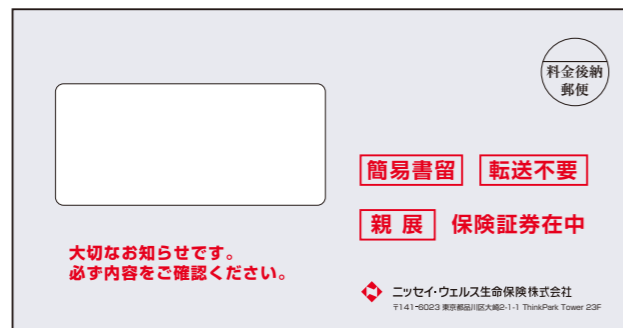 料金後納
郵便
簡易書留 転送不要
親展 保険証券在中
大切なお知らせです。
必ず内容をご確認ください。
ニッセイ・ウェルス生命保険株式会社
〒141-6023 東京都品川区大崎2-1-1 ThinkPark Tower 23F